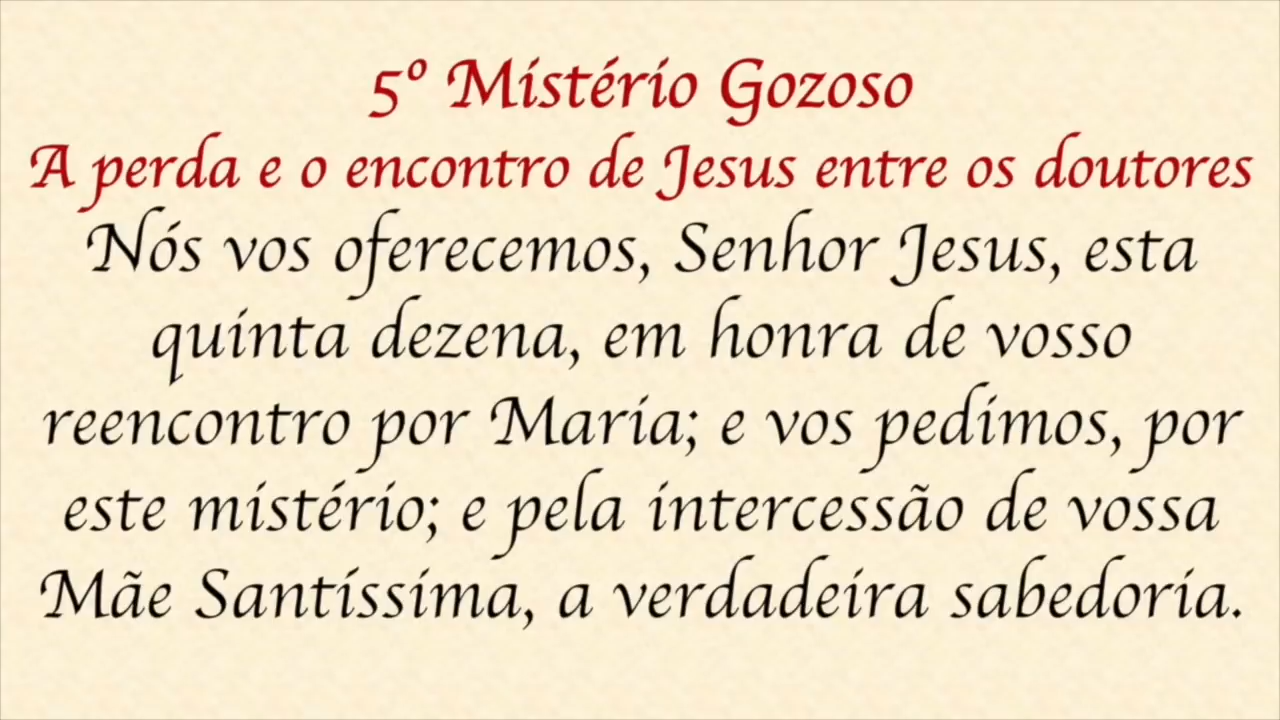 5º Mistério Gozoso
A perda e o encontro de Jesus entre os doutores
Nós vos oferecemos, Senhor Jesus, esta
quinta dezena, em honra de vosso
reencontro por Maria; e vos pedimos, por
este mistério; e pela intercessão de vossa
Mãe Santíssima, a verdadeira sabedoria.